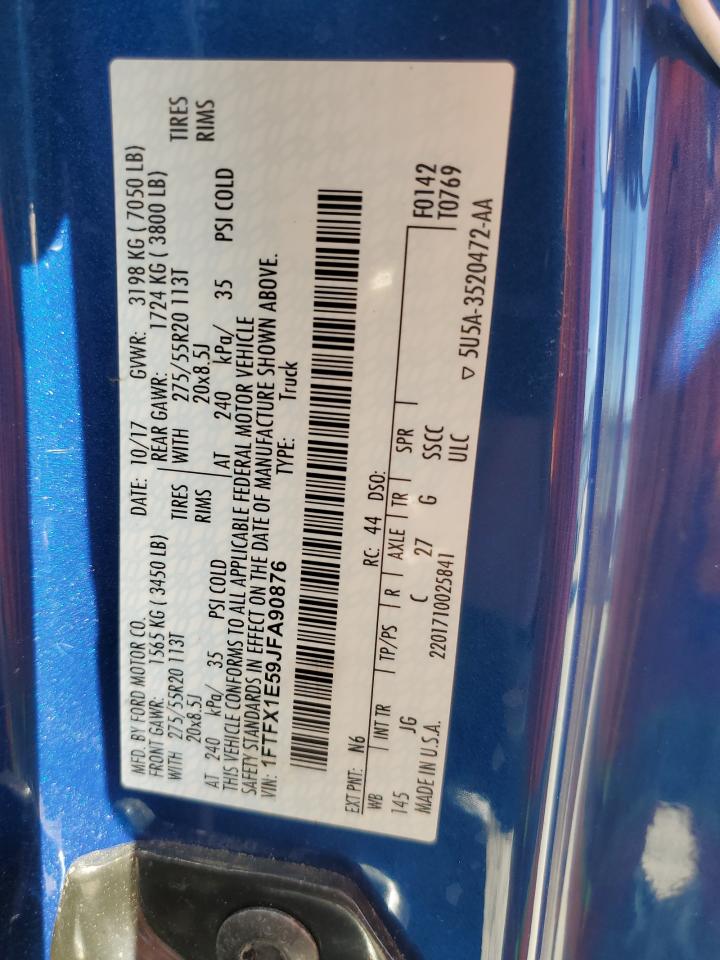 MFD. BY FORD MOTOR CO. DATE: 10/17 GVWR: 3198 KG ( 7050 LB)
FRONT GAWR: 1565 KG ( 3450 LB) REAR GAWR: 1724 KG ( 3800 LB)
WITH 275/55R20 113T TIRES WITH 275/55R20 113T TIRES
20x8.5J RIMS 20x8.5J RIMS
AT 240 kPa/ 35 PSI COLD AT 240 kPa/ 35 PSI COLD
THIS VEHICLE CONFORMS TO ALL APPLICABLE FEDERAL MOTOR VEHICLE
SAFETY STANDARDS IN EFFECT ON THE DATE OF MANUFACTURE SHOWN ABOVE.
VIN: 1FTFX1E59JFA90876 TYPE: Truck
EXT PNT: N6 RC: 44 DSO: F0142
WB INT TR TP/PS R AXLE TR SPR T0769
145 JG C 27 G SSCC
MADE IN U.S.A. 2201710025841 ULC ▽ 5U5A-3520472-AA